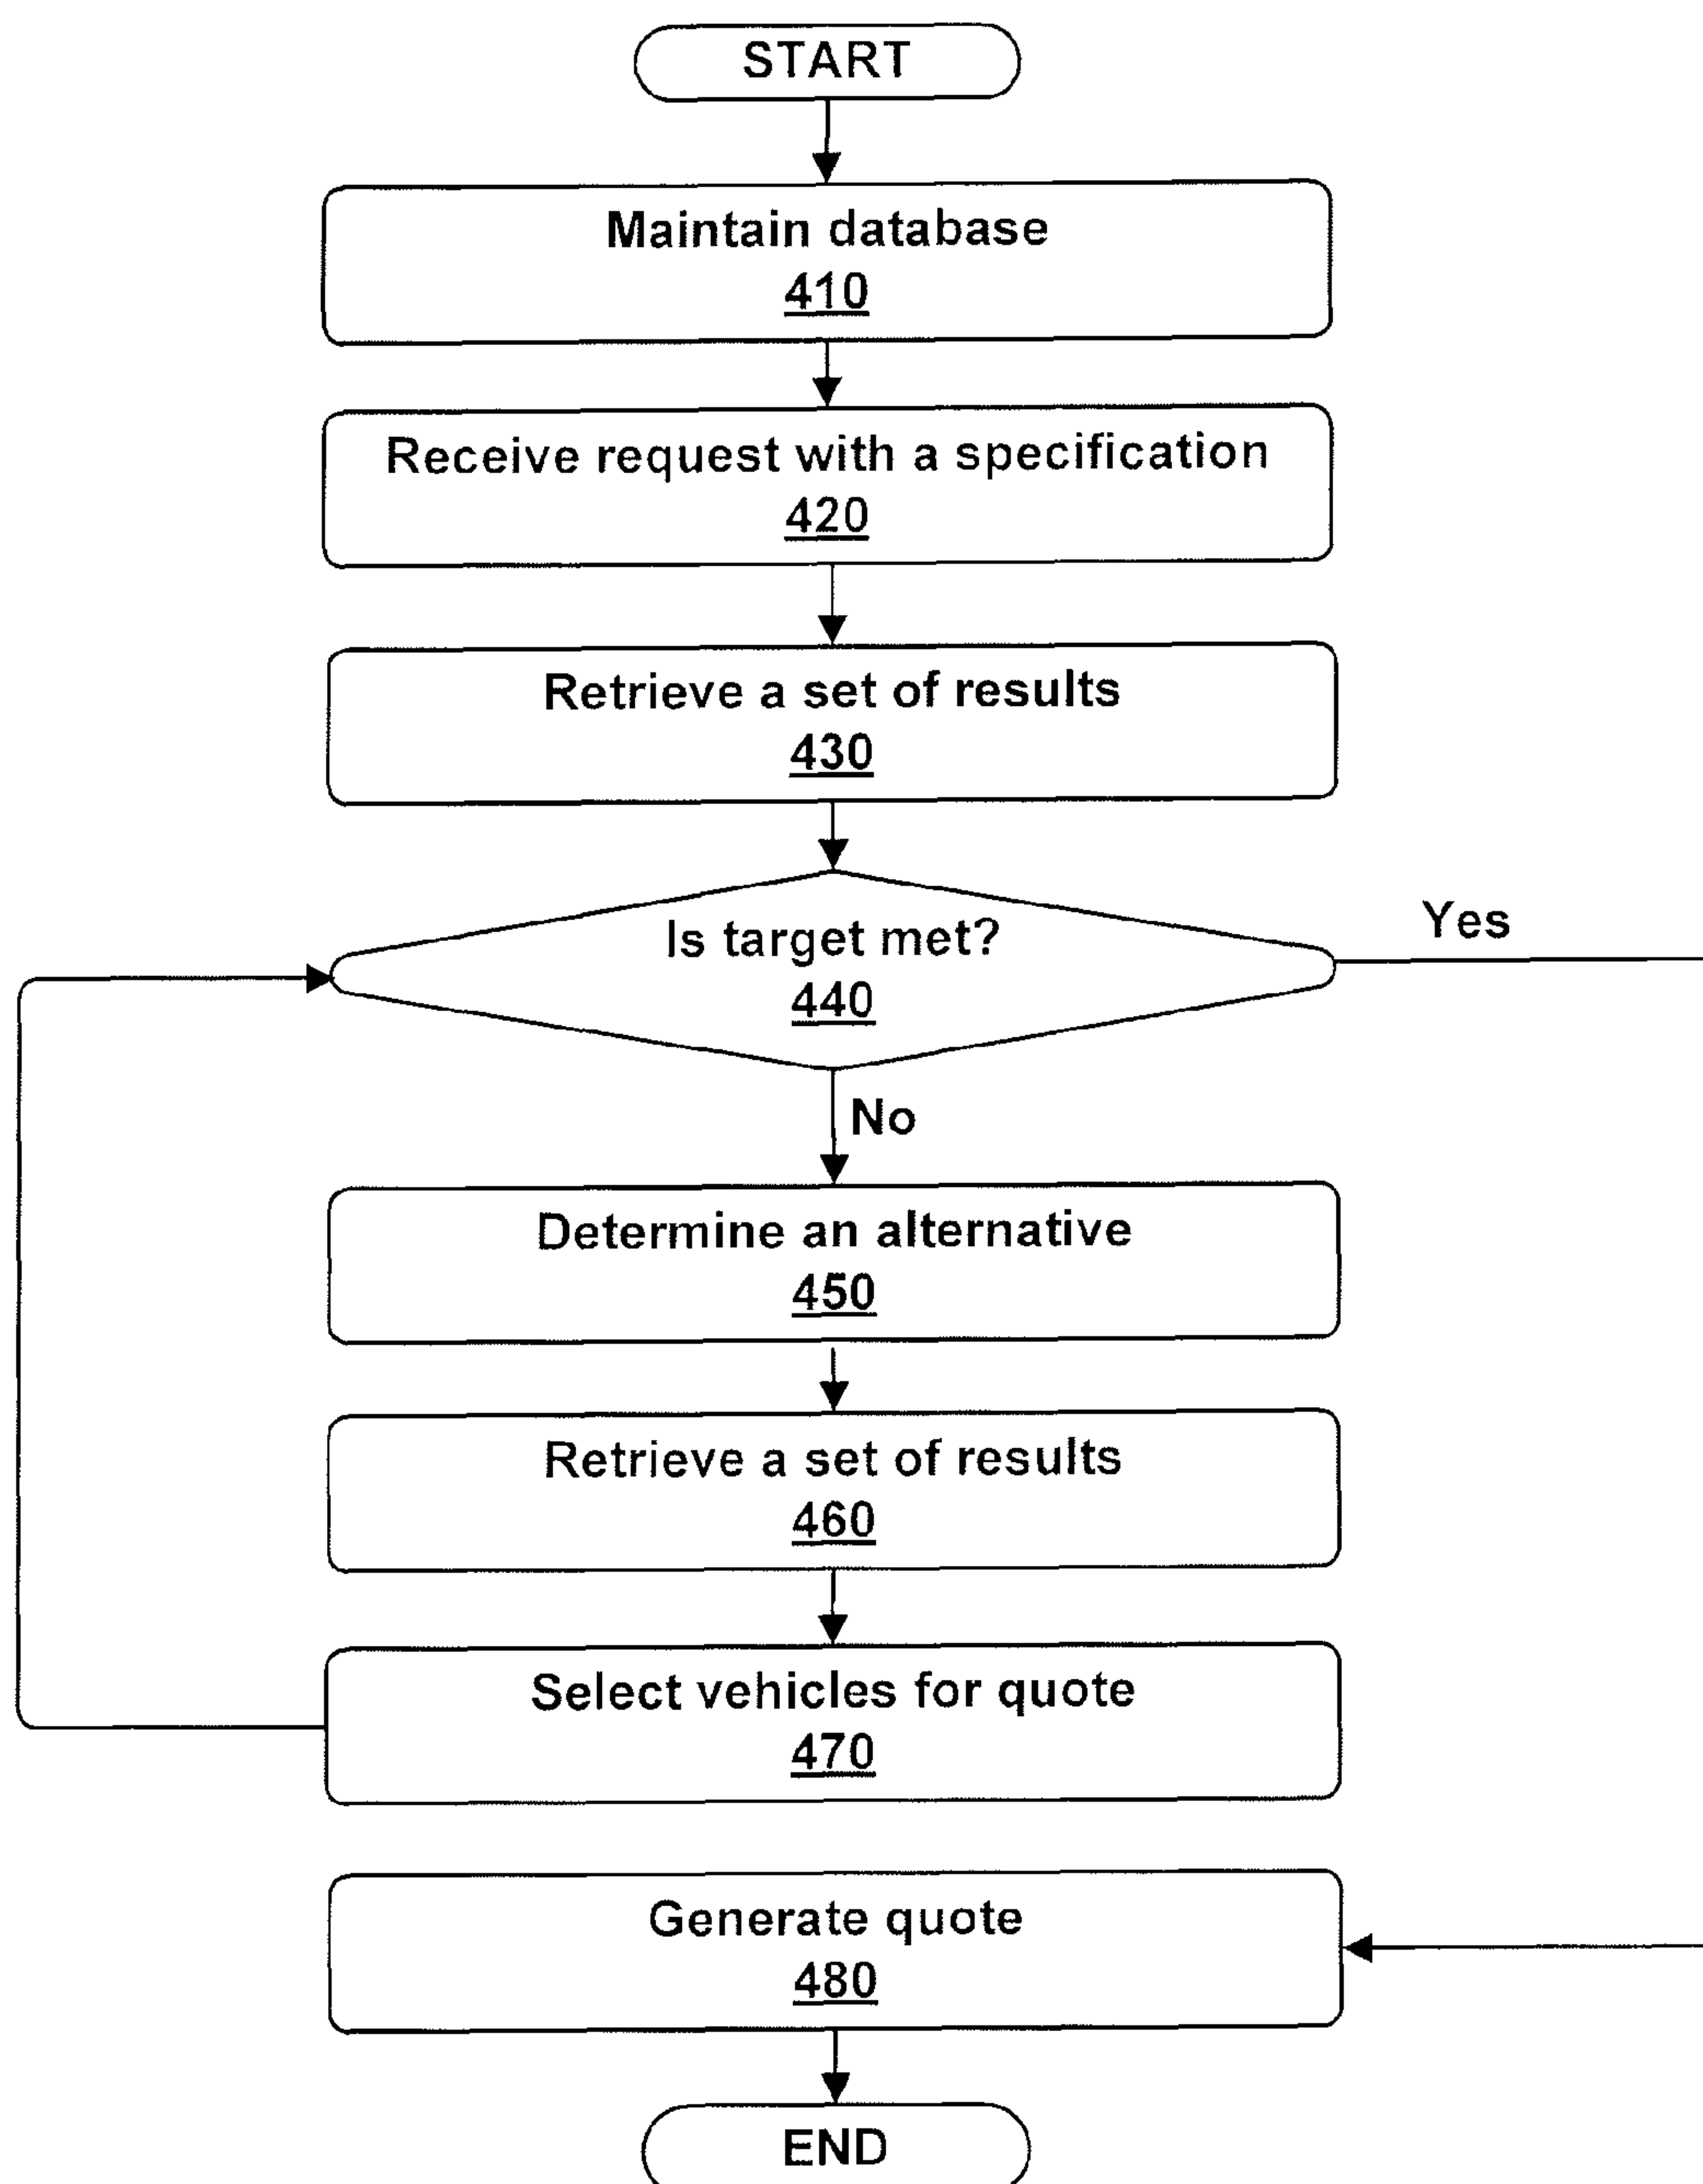 START
Maintain database
410
Receive request with a specification
420
Retrieve a set of results
430
Is target met?
440
Yes
No
Determine an alternative
450
Retrieve a set of results
460
Select vehicles for quote
470
Generate quote
480
END